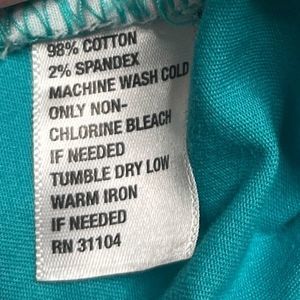 98% COTTON
2% SPANDEX
MACHINE WASH COLD
ONLY NON-
CHLORINE BLEACH
IF NEEDED
TUMBLE DRY LOW
WARM IRON
IF NEEDED
RN 31104